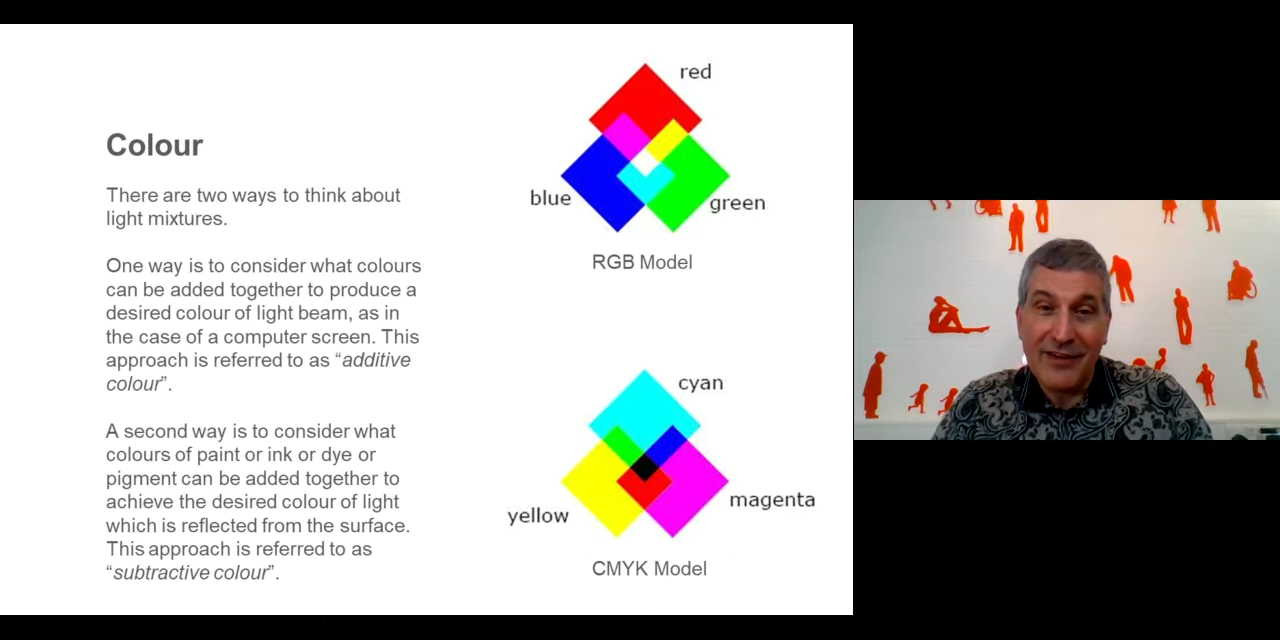 Colour
There are two ways to think about
light mixtures.
One way is to consider what colours
can be added together to produce a
desired colour of light beam, as in
the case of a computer screen. This
approach is referred to as “additive
colour”.
A second way is to consider what
colours of paint or ink or dye or
pigment can be added together to
achieve the desired colour of light
which is reflected from the surface.
This approach is referred to as
“subtractive colour”.
red
blue
green
RGB Model
cyan
magenta
yellow
CMYK Model